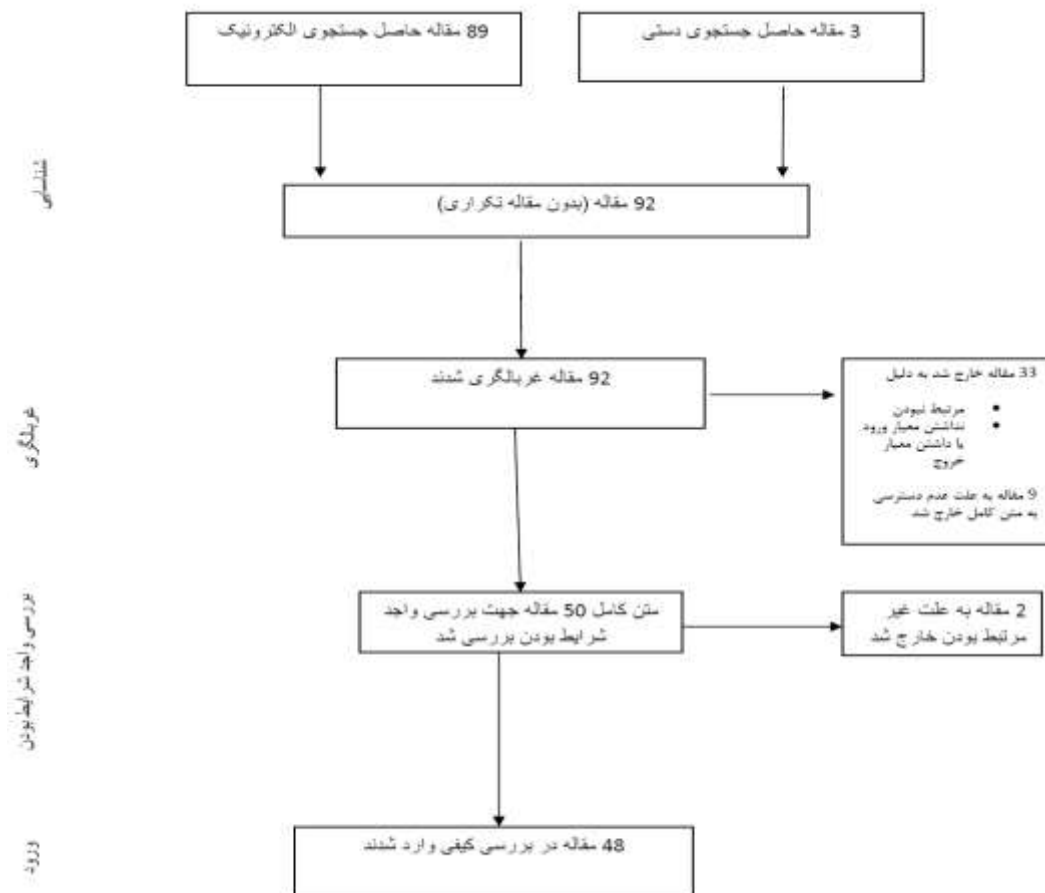 3 مقاله حاصل جستجوی دستی
89 مقاله حاصل جستجوی الکترونیک
شناسایی
92 مقاله (بدون مقاله تکراری)
92 مقاله غربالگری شدند
غربالگری
33 مقاله خارج شد به دلیل
• مرتبط نبودن
• نداشتن معیار ورود
یا داشتن معیار
خروج
9 مقاله به علت عدم دسترسی
به متن کامل خارج شد
بررسی واجد شرایط بودن
متن کامل 50 مقاله جهت بررسی واجد
شرایط بودن بررسی شد
2 مقاله به علت غیر
مرتبط بودن خارج شد
ورود
48 مقاله در بررسی کیفی وارد شدند